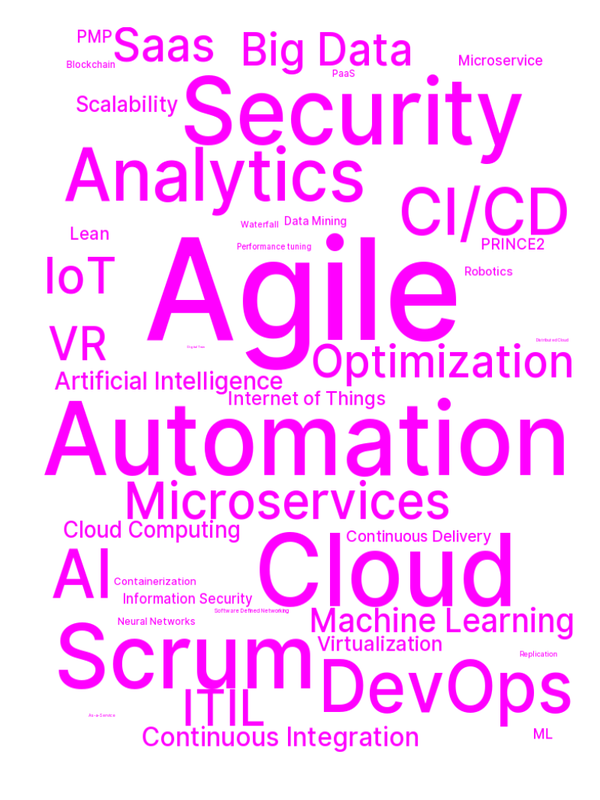 PMP
Saas
Big Data
Microservice
Blockchain
PaaS
Scalability
Security
Analytics
CI/CD
Waterfall
Data Mining
Lean
Performance tuning
PRINCE2
IoT
Agile
Robotics
VR
Distributed Cloud
Optimization
Artificial Intelligence
Internet of Things
Automation
Microservices
Cloud Computing
Continuous Delivery
AI
Cloud
Containerization
Information Security
Software Defined Networking
Neural Networks
Machine Learning
Scrum
Virtualization
Replication
DevOps
ITIL
ML
Continuous Integration